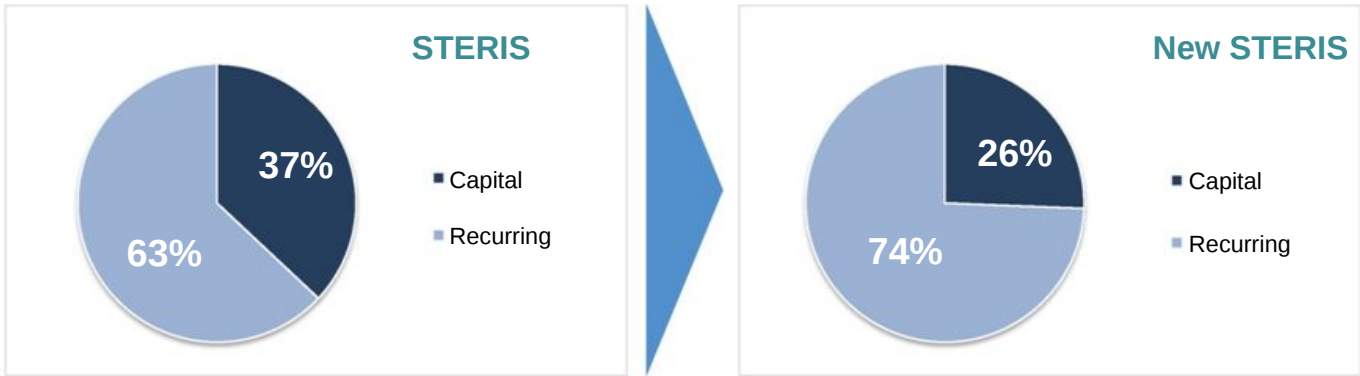 STERIS
37%
63%
Capital
Recurring
New STERIS
26%
74%
Capital
Recurring